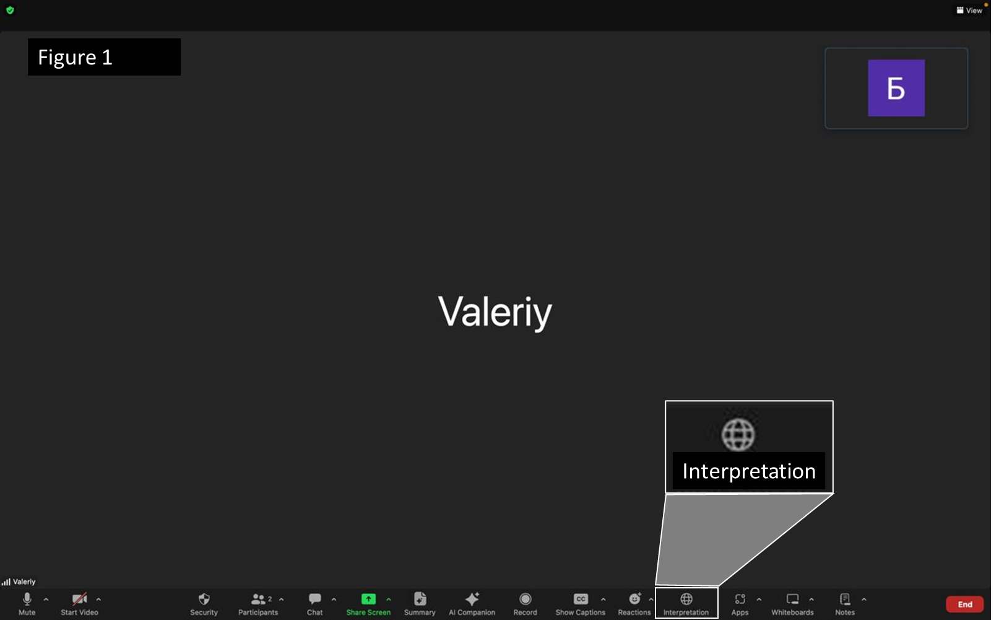 View
Figure 1
Б
Valeriy
Interpretation
Valeriy
Mute
Start Video
Security
Participants
2
Chat
Share Screen
Summary
AI Companion
Record
CC
Show Captions
Reactions
Interpretation
Apps
Whiteboards
Notes
End